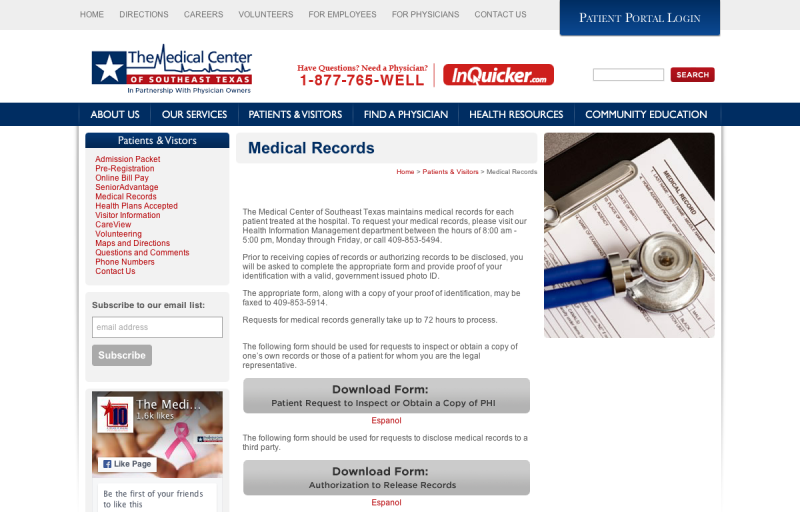 HOME DIRECTIONS CAREERS VOLUNTEERS FOR EMPLOYEES FOR PHYSICIANS CONTACT US
Patient Portal Login
The Medical Center
OF SOUTHEAST TEXAS
In Partnership With Physician Owners
Have Questions? Need a Physician?
1-877-765-WELL
InQuicker.com
SEARCH
ABOUT US OUR SERVICES PATIENTS & VISITORS FIND A PHYSICIAN HEALTH RESOURCES COMMUNITY EDUCATION
Patients & Vistors
Admission Packet
Pre-Registration
Online Bill Pay
SeniorAdvantage
Medical Records
Health Plans Accepted
Visitor Information
CareView
Volunteering
Maps and Directions
Questions and Comments
Phone Numbers
Contact Us
Subscribe to our email list:
email address
Subscribe
The Medi...
1.6k likes
Like Page
Be the first of your friends
to like this
Medical Records
Home > Patients & Visitors > Medical Records
The Medical Center of Southeast Texas maintains medical records for each
patient treated at the hospital. To request your medical records, please visit our
Health Information Management department between the hours of 8:00 am -
5:00 pm, Monday through Friday, or call 409-853-5494.
Prior to receiving copies of records or authorizing records to be disclosed, you
will be asked to complete the appropriate form and provide proof of your
identification with a valid, government issued photo ID.
The appropriate form, along with a copy of your proof of identification, may be
faxed to 409-853-5914.
Requests for medical records generally take up to 72 hours to process.
The following form should be used for requests to inspect or obtain a copy of
one`s own records or those of a patient for whom you are the legal
representative.
Download Form:
Patient Request to Inspect or Obtain a Copy of PHI
Espanol
The following form should be used for requests to disclose medical records to a
third party.
Download Form:
Authorization to Release Records
Espanol
MEDICAL RECORD